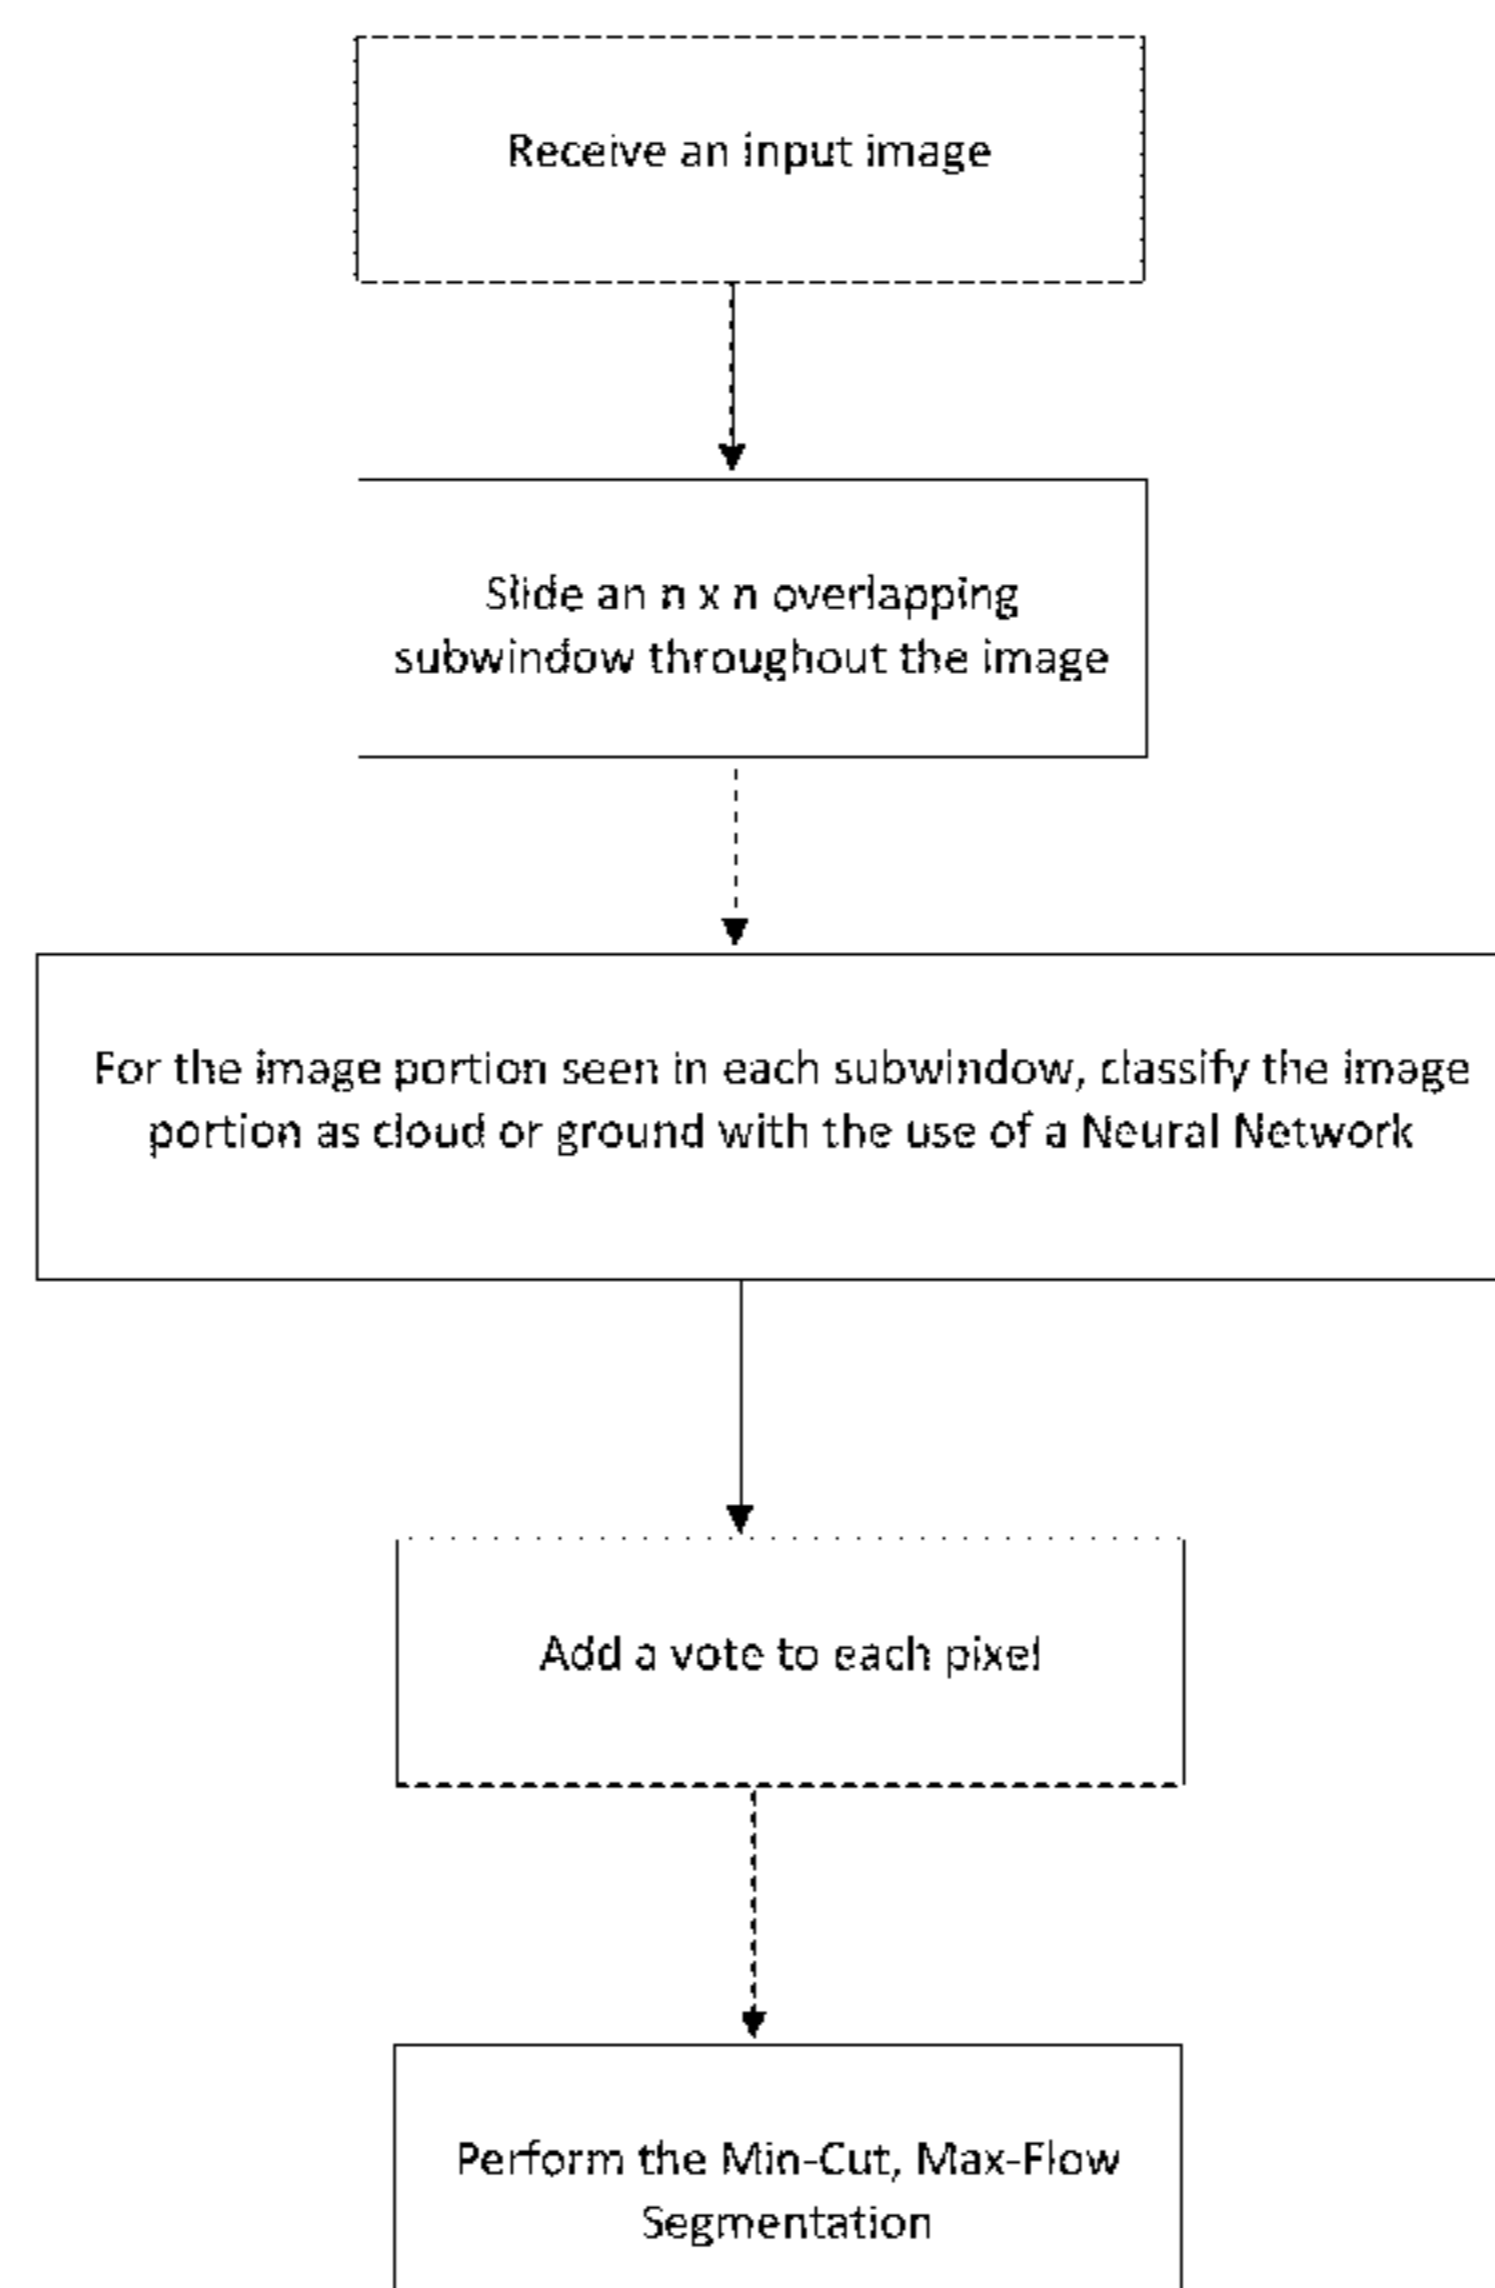 Receive an input image
Slide an n x n overlapping
subwindow throughout the image
For the image portion seen in each subwindow, classify the image
portion as cloud or ground with the use of a Neural Network
Add a vote to each pixel
Perform the Min-Cut, Max-Flow
Segmentation